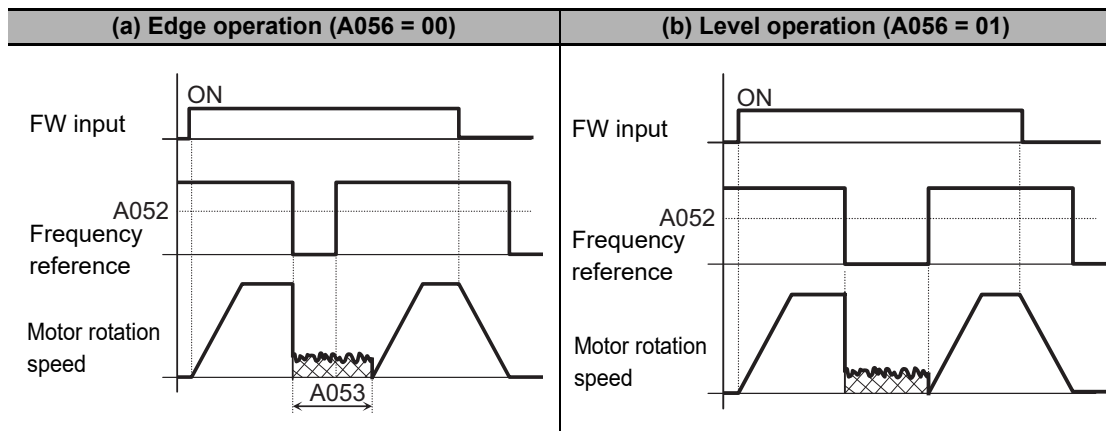 (a) Edge operation (A056 = 00)
(b) Level operation (A056 = 01)
ON
FW input
A052
Frequency
reference
Motor rotation
speed
A053
ON
FW input
A052
Frequency
reference
Motor rotation
speed